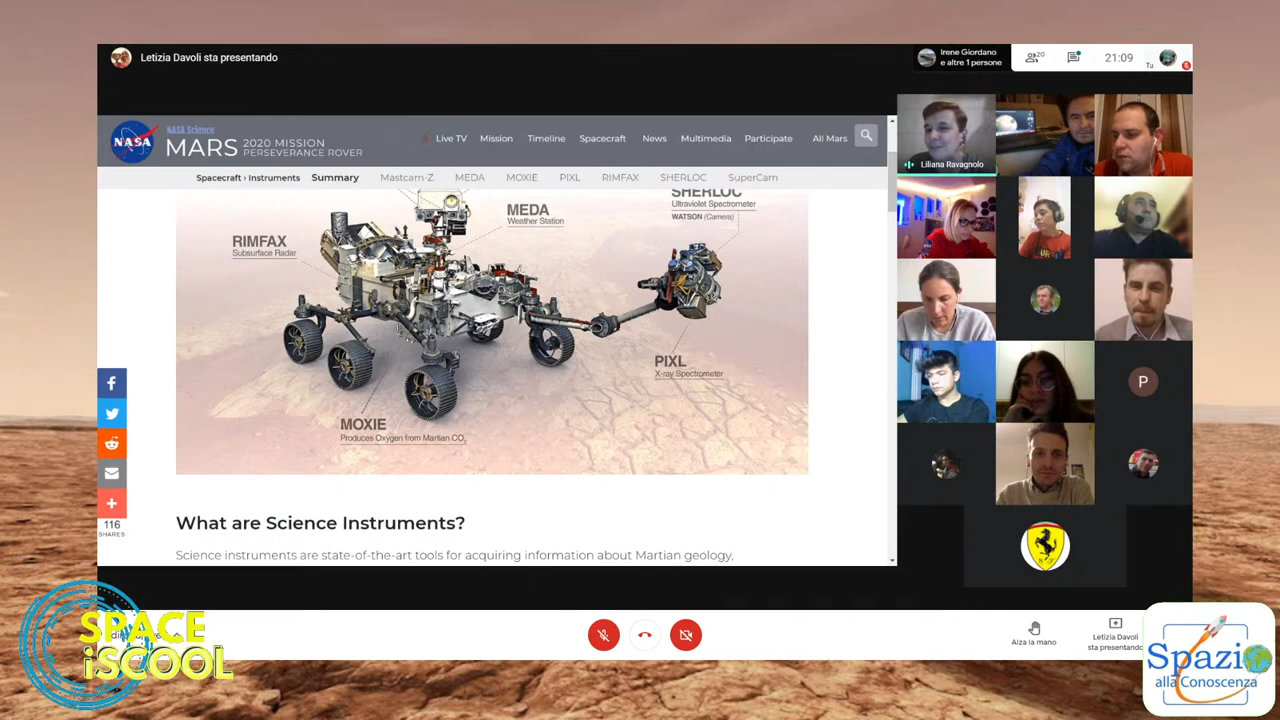 Letizia Davoli sta presentando
Irene Giordano
e altre 1 persone
20
21:09
Tu
NASA
NASA Science
MARS 2020 MISSION
PERSEVERANCE ROVER
Live TV Mission Timeline Spacecraft News Multimedia Participate All Mars
Spacecraft › Instruments Summary Mastcam-Z MEDA MOXIE PIXL RIMFAX SHERLOC SuperCam
SHERLOC
Ultraviolet Spectrometer
WATSON (Camera)
MEDA
Weather Station
RIMFAX
Subsurface Radar
PIXL
X-ray Spectrometer
MOXIE
Produces Oxygen from Martian CO₂
116
SHARES
What are Science Instruments?
Science instruments are state-of-the-art tools for acquiring information about Martian geology,
Liliana Ravagnolo
P
Alza la mano
Letizia Davoli
sta presentando
SPACE
iSCOOL
Spazio
alla Conoscenza